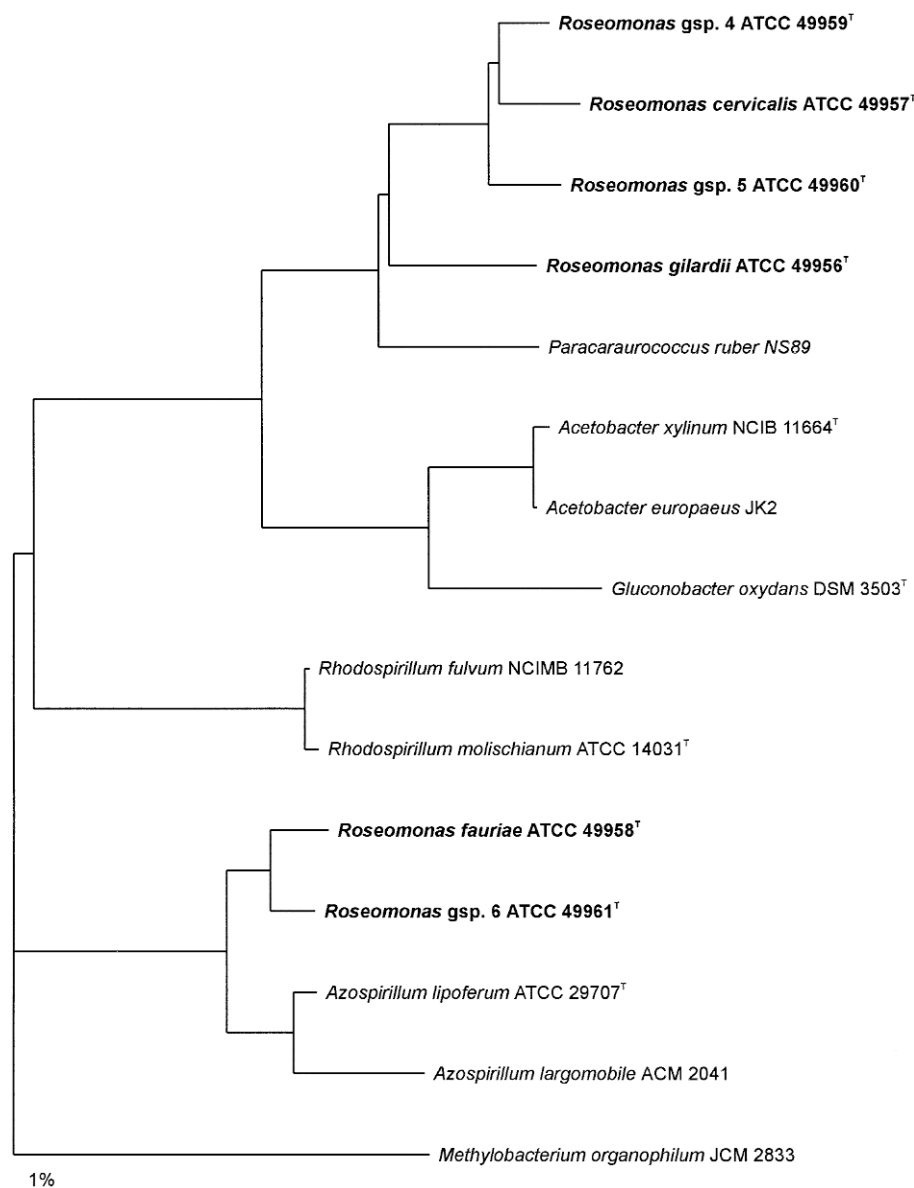 Roseomonas gsp. 4 ATCC 49959ᵀ
Roseomonas cervicalis ATCC 49957ᵀ
Roseomonas gsp. 5 ATCC 49960ᵀ
Roseomonas gilardii ATCC 49956ᵀ
Paracaraurococcus ruber NS89
Acetobacter xylinum NCIB 11664ᵀ
Acetobacter europaeus JK2
Gluconobacter oxydans DSM 3503ᵀ
Rhodospirillum fulvum NCIMB 11762
Rhodospirillum molischianum ATCC 14031ᵀ
Roseomonas fauriae ATCC 49958ᵀ
Roseomonas gsp. 6 ATCC 49961ᵀ
Azospirillum lipoferum ATCC 29707ᵀ
Azospirillum largomobile ACM 2041
Methylobacterium organophilum JCM 2833
1%